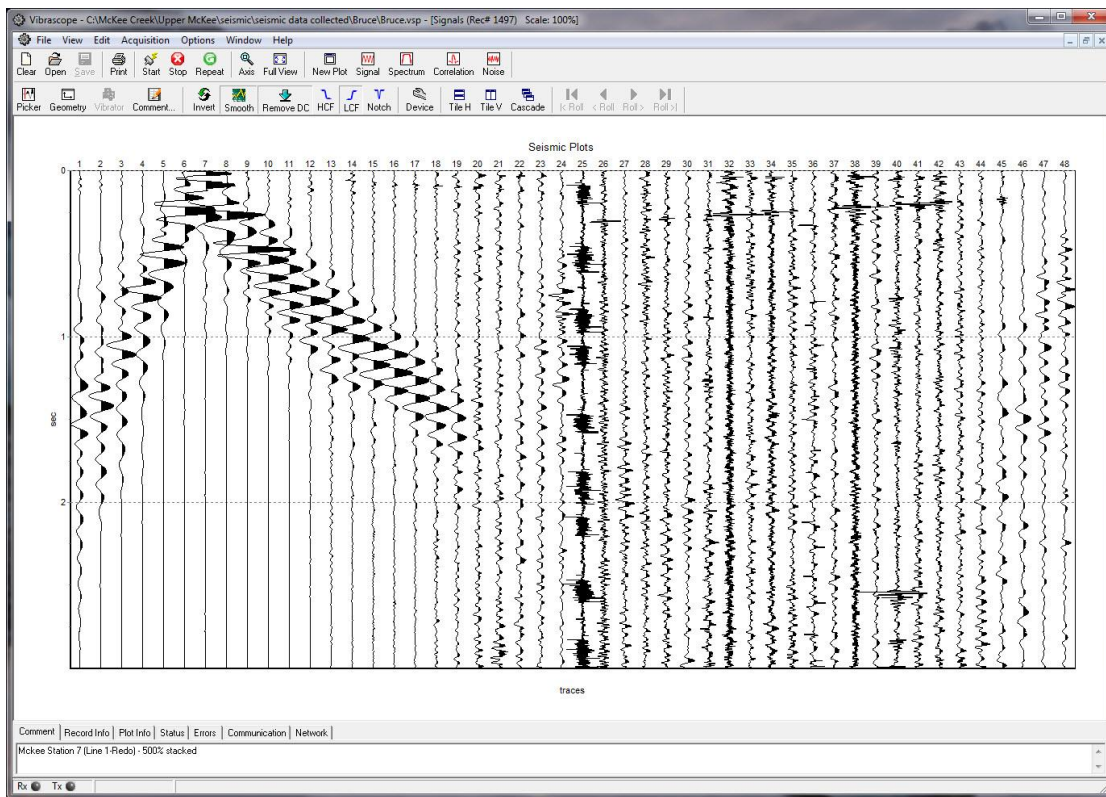 Vibrascope - C:\McKee Creek\Upper McKee\seismic\seismic data collected\Bruce\Bruce.vsp - [Signals (Rec# 1497) Scale: 100%]
File View Edit Acquisition Options Window Help
Clear Open Save Print Start Stop Repeat Axis Full View New Plot Signal Spectrum Correlation Noise
Picker Geometry Vibrator Comment... Invert Smooth Remove DC HCF LCF Notch Device Tile H Tile V Cascade |< Roll < Roll Roll > Roll >|
Seismic Plots
1 2 3 4 5 6 7 8 9 10 11 12 13 14 15 16 17 18 19 20 21 22 23 24 25 26 27 28 29 30 31 32 33 34 35 36 37 38 39 40 41 42 43 44 45 46 47 48
0
1
sec
2
traces
Comment Record Info Plot Info Status Errors Communication Network
Mckee Station 7 (Line 1-Redo) - 500% stacked
Rx Tx